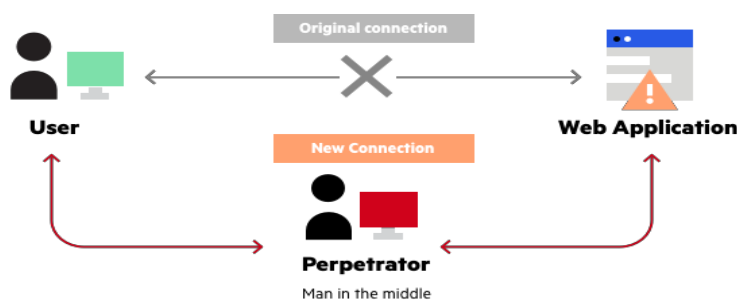 Original connection
User
Web Application
New Connection
Perpetrator
Man in the middle